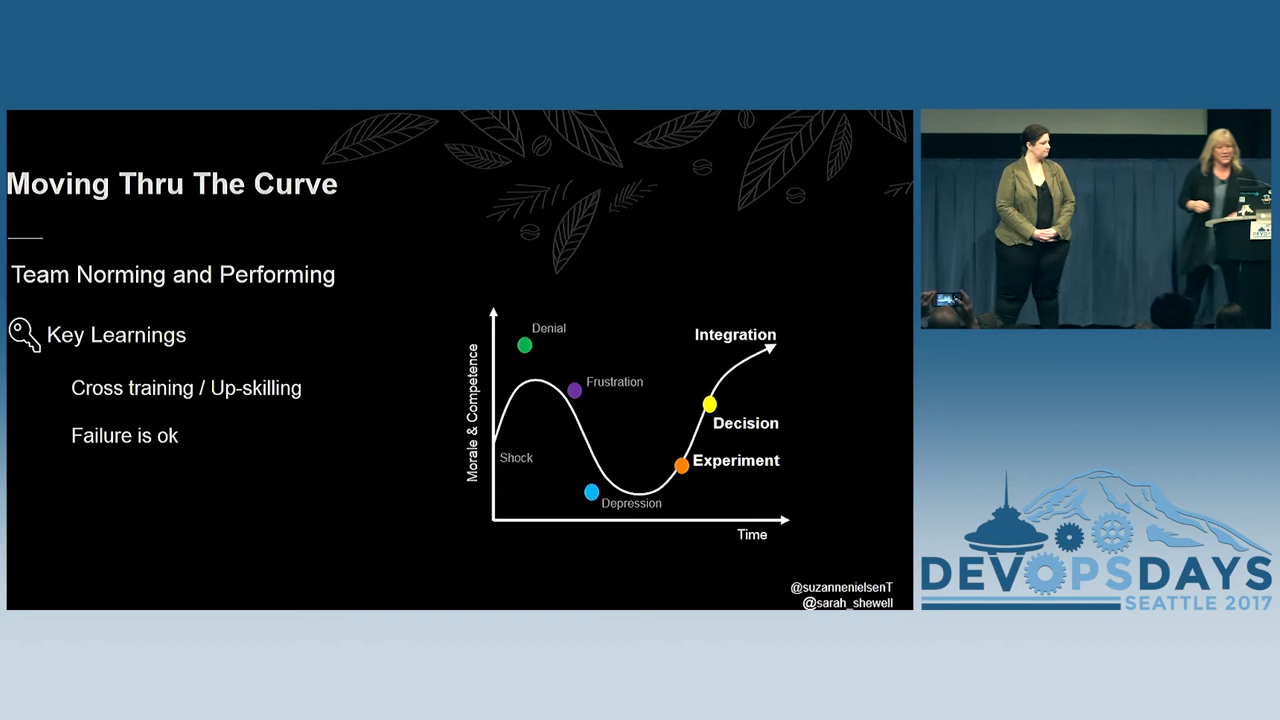 Moving Thru The Curve
Team Norming and Performing
Key Learnings
Cross training / Up-skilling
Failure is ok
Morale & Competence
Denial
Frustration
Shock
Depression
Integration
Decision
Experiment
Time
@suzannenielsenT
@sarah_shewell
DEVOPSDAYS
SEATTLE 2017